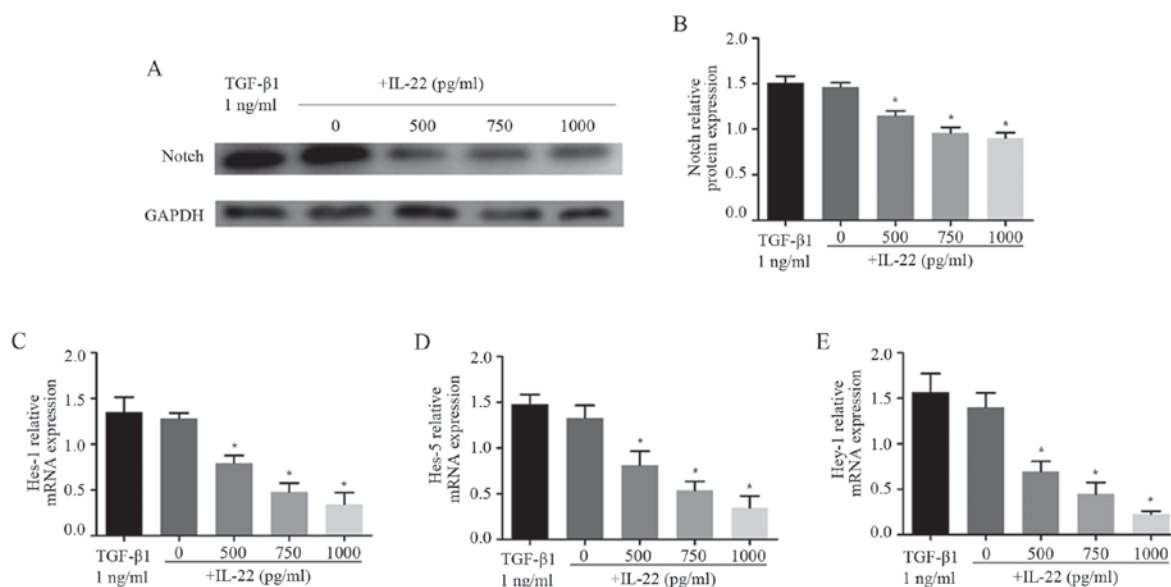 A
TGF-β1
1 ng/ml
+IL-22 (pg/ml)
0 500 750 1000
Notch
GAPDH
B
Notch relative
protein expression
2.0
1.5
1.0
0.5
0.0
* * *
TGF-β1
1 ng/ml
0 500 750 1000
+IL-22 (pg/ml)
C
Hes-1 relative
mRNA expression
2.0
1.5
1.0
0.5
0.0
* * *
TGF-β1
1 ng/ml
0 500 750 1000
+IL-22 (pg/ml)
D
Hes-5 relative
mRNA expression
2.0
1.5
1.0
0.5
0.0
* * *
TGF-β1
1 ng/ml
0 500 750 1000
+IL-22 (pg/ml)
E
Hey-1 relative
mRNA expression
2.0
1.5
1.0
0.5
0.0
* * *
TGF-β1
1 ng/ml
0 500 750 1000
+IL-22 (pg/ml)